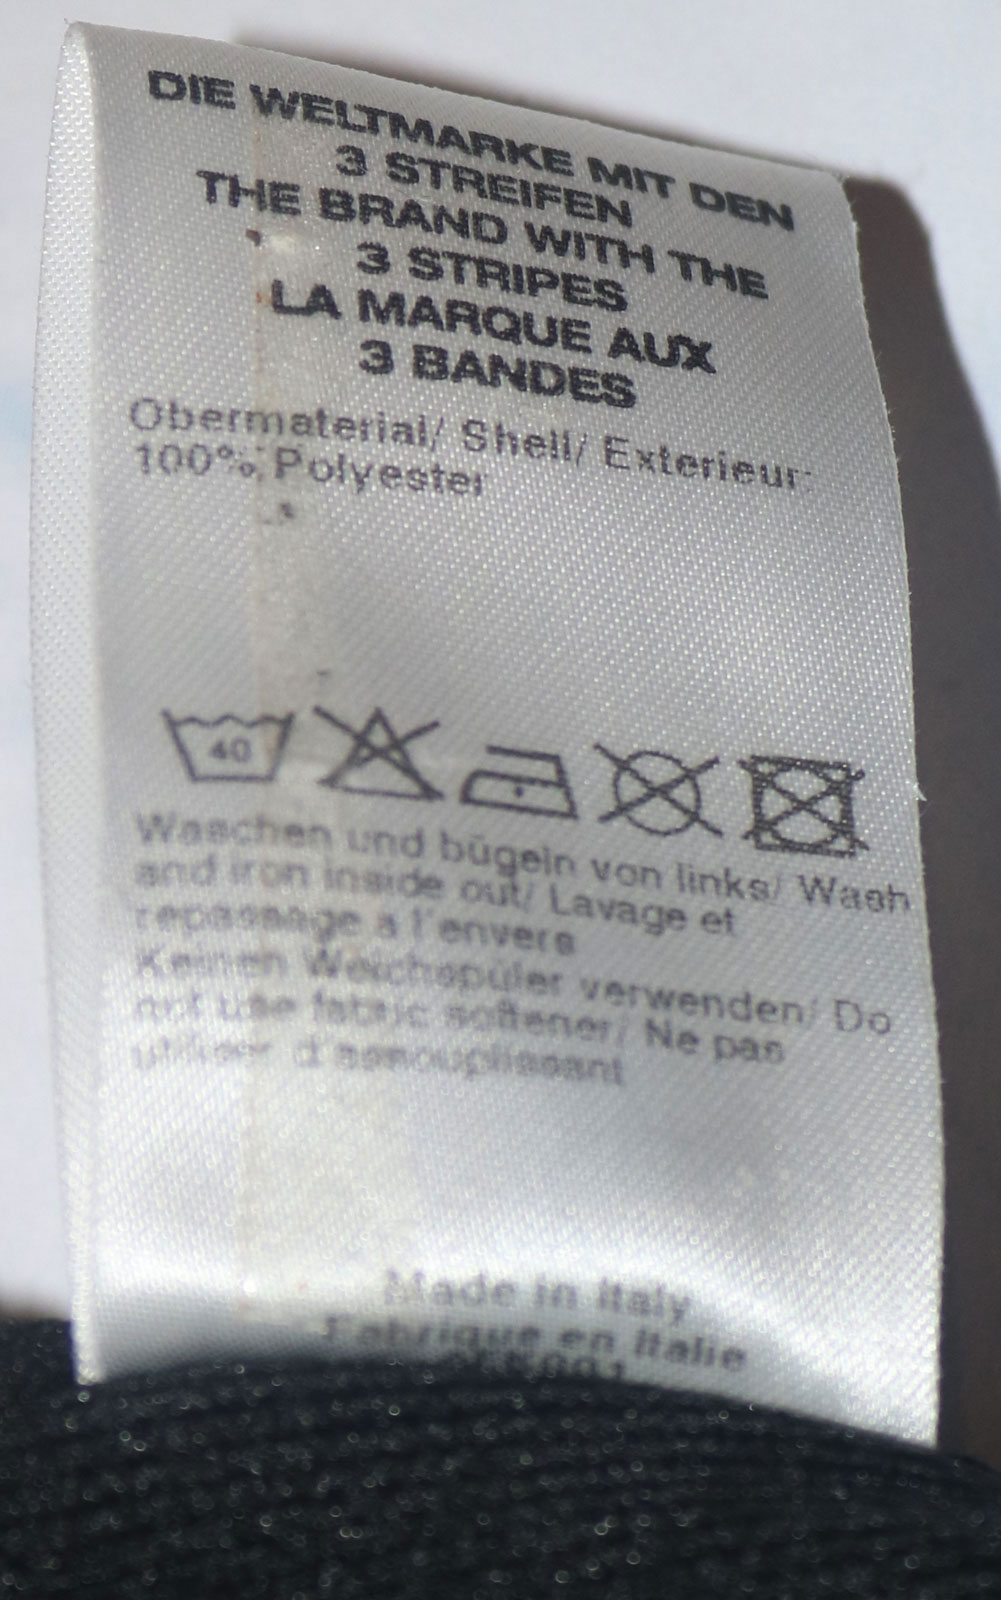 DIE WELTMARKE MIT DEN
3 STREIFEN
THE BRAND WITH THE
3 STRIPES
LA MARQUE AUX
3 BANDES
Obermaterial/ Shell/ Exterieur:
100% Polyester
40
Waschen und bügeln von links/ Wash
and iron inside out/ Lavage et
repassage a l'envers
Keinen Weichspüler verwenden/ Do
not use fabric softener/ Ne pas
utiliser d'assouplissant
Made in Italy
Fabrique en Italie